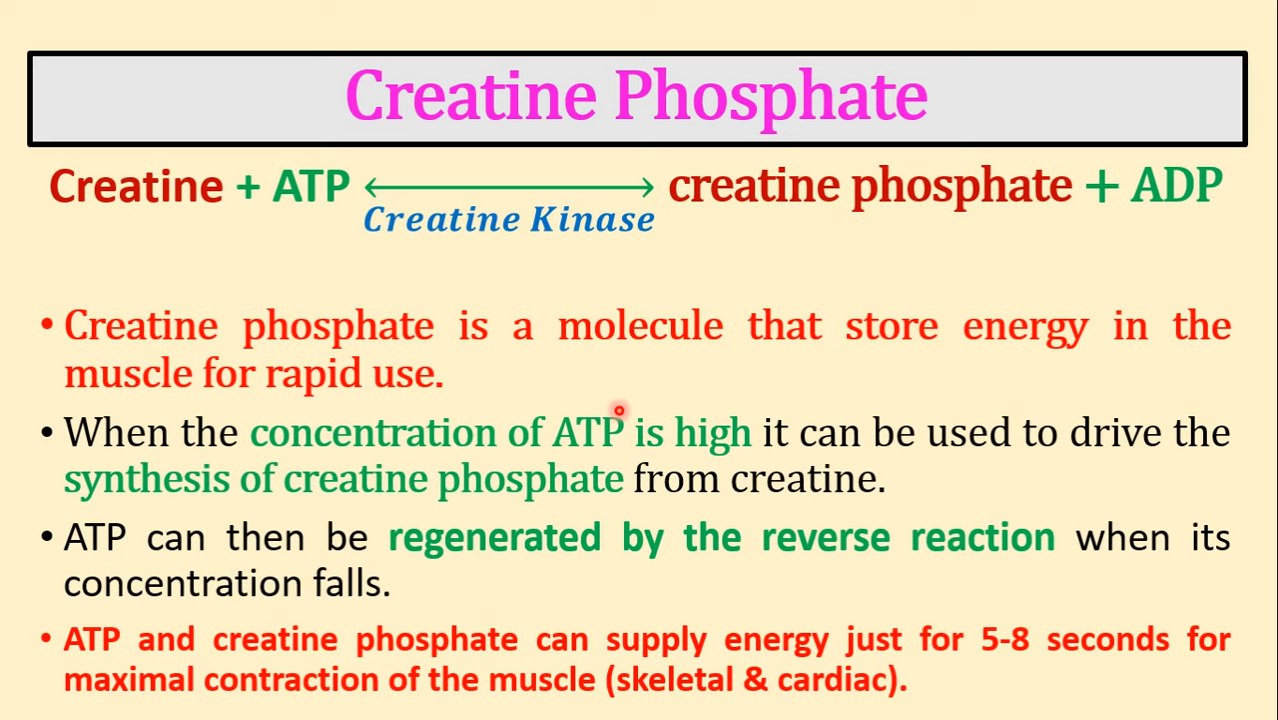 Creatine Phosphate
Creatine + ATP ⟷ creatine phosphate + ADP
Creatine Kinase
• Creatine phosphate is a molecule that store energy in the
muscle for rapid use.
• When the concentration of ATP is high it can be used to drive the
synthesis of creatine phosphate from creatine.
• ATP can then be regenerated by the reverse reaction when its
concentration falls.
• ATP and creatine phosphate can supply energy just for 5-8 seconds for
maximal contraction of the muscle (skeletal & cardiac).